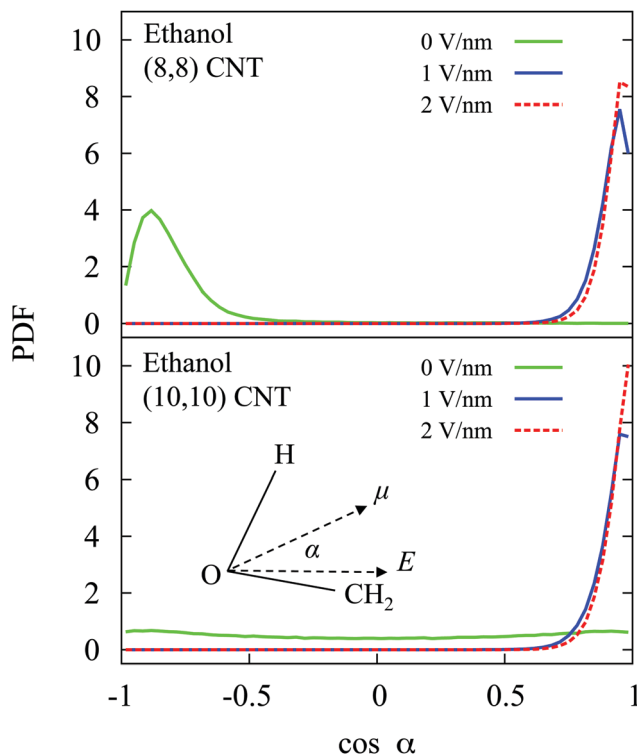 Ethanol
(8,8) CNT
0 V/nm
1 V/nm
2 V/nm
10
8
6
4
2
0
PDF
Ethanol
(10,10) CNT
0 V/nm
1 V/nm
2 V/nm
10
8
6
4
2
0
H
μ
α
O
E
CH₂
-1
-0.5
0
0.5
1
cos α